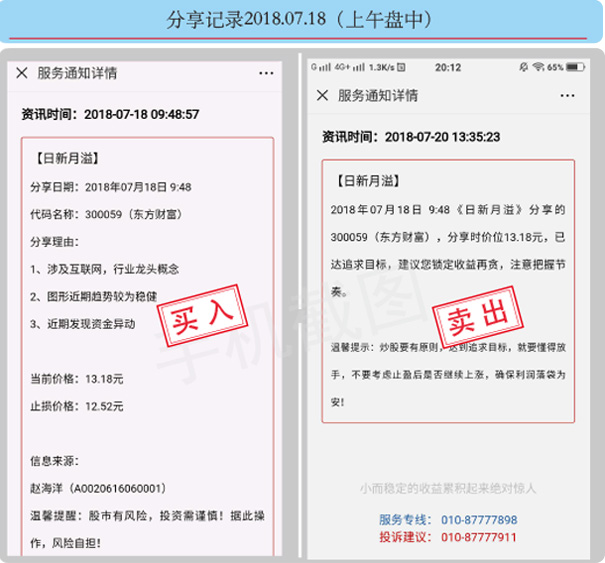 分享记录2018.07.18（上午盘中）
服务通知详情
资讯时间：2018-07-18 09:48:57
【日新月溢】
分享日期：2018年07月18日 9:48
代码名称：300059（东方财富）
分享理由：
1、涉及互联网，行业龙头概念
2、图形近期趋势较为稳健
3、近期发现资金异动
买入
当前价格：13.18元
止损价格：12.52元
信息来源：
赵海洋（A0020616060001）
温馨提醒：股市有风险，投资需谨慎！据此操
作，风险自担！
G 4G+ 1.3K/s 20:12 65%
服务通知详情
资讯时间：2018-07-20 13:35:23
【日新月溢】
2018年07月18日 9:48《日新月溢》分享的
300059（东方财富），分享时价位13.18元，已
达追求目标，建议您锁定收益再贪，注意把握节
奏。
卖出
温馨提示：炒股要有原则，达到追求目标，就要懂得放
手，不要考虑止盈后是否继续上涨，确保利润落袋为
安！
小而稳定的收益累积起来绝对惊人
服务专线： 010-87777898
投诉建议： 010-87777911
手机截图